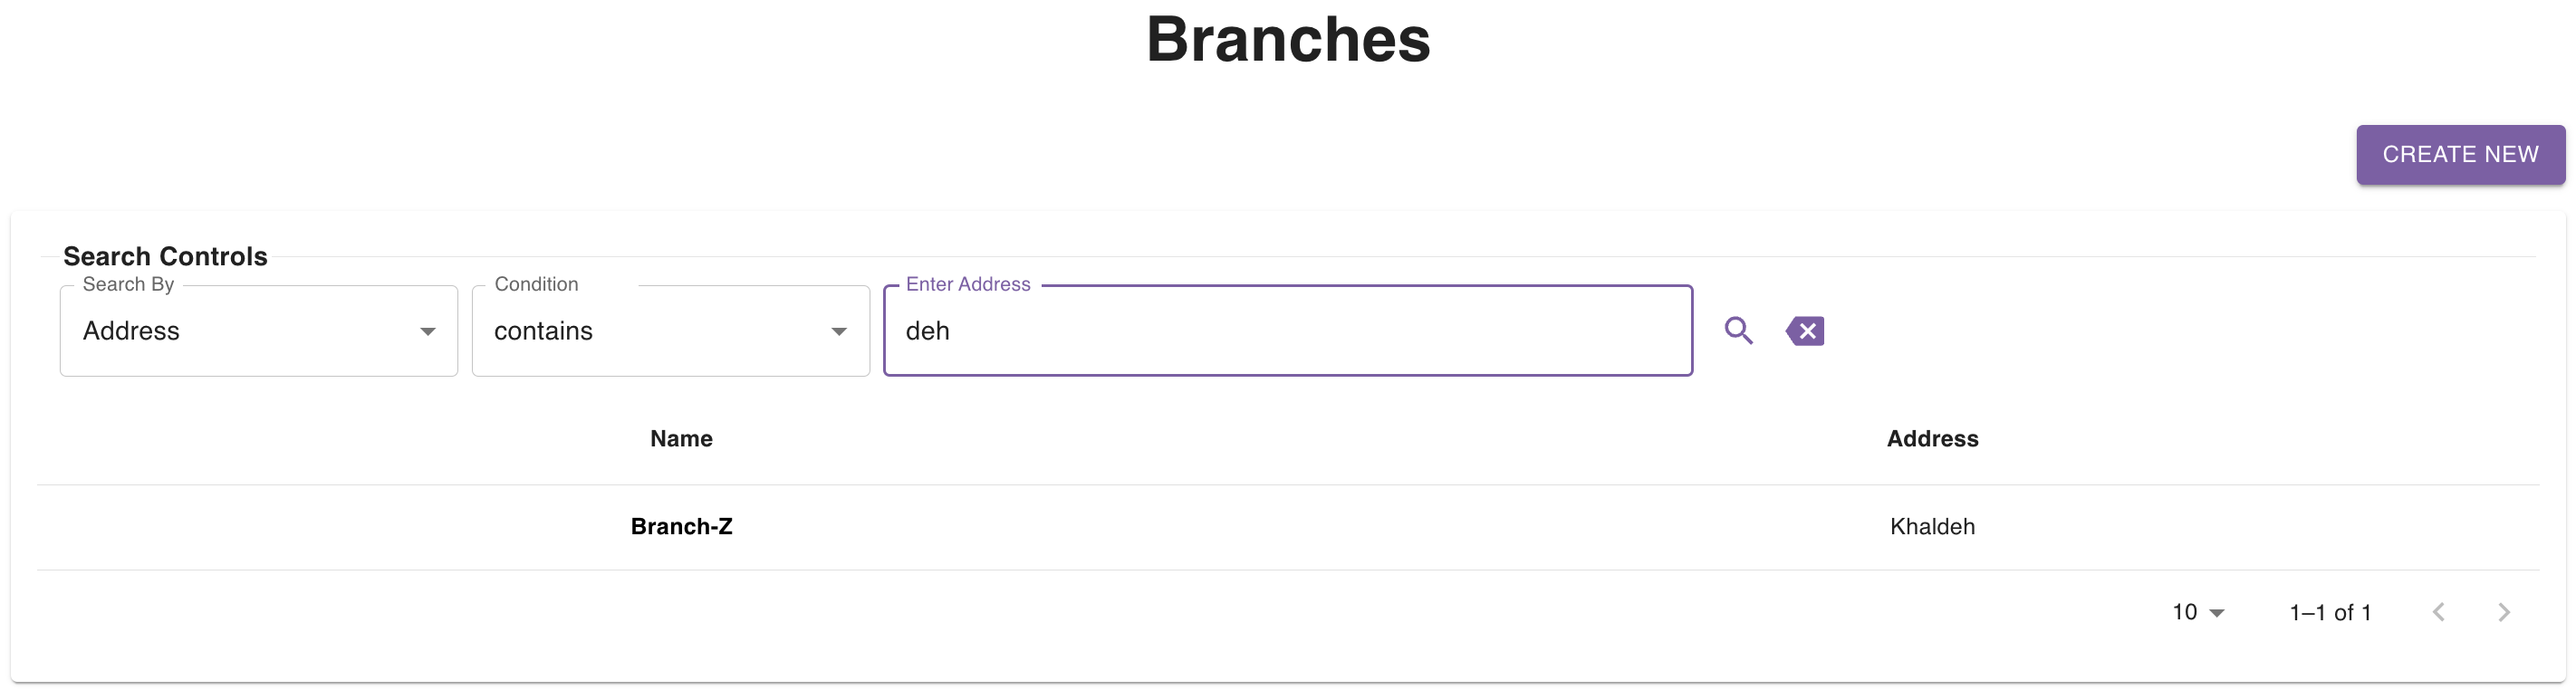 Branches
CREATE NEW
Search Controls
Search By
Condition
Enter Address
Address
contains
deh
Name
Address
Branch-Z
Khaldeh
10
1–1 of 1